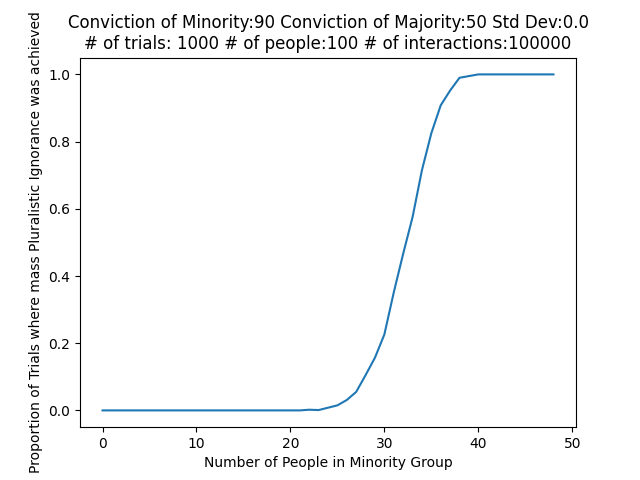 Conviction of Minority:90 Conviction of Majority:50 Std Dev:0.0
# of trials: 1000 # of people:100 # of interactions:100000
Proportion of Trials where mass Pluralistic Ignorance was achieved
1.0
0.8
0.6
0.4
0.2
0.0
0 10 20 30 40 50
Number of People in Minority Group